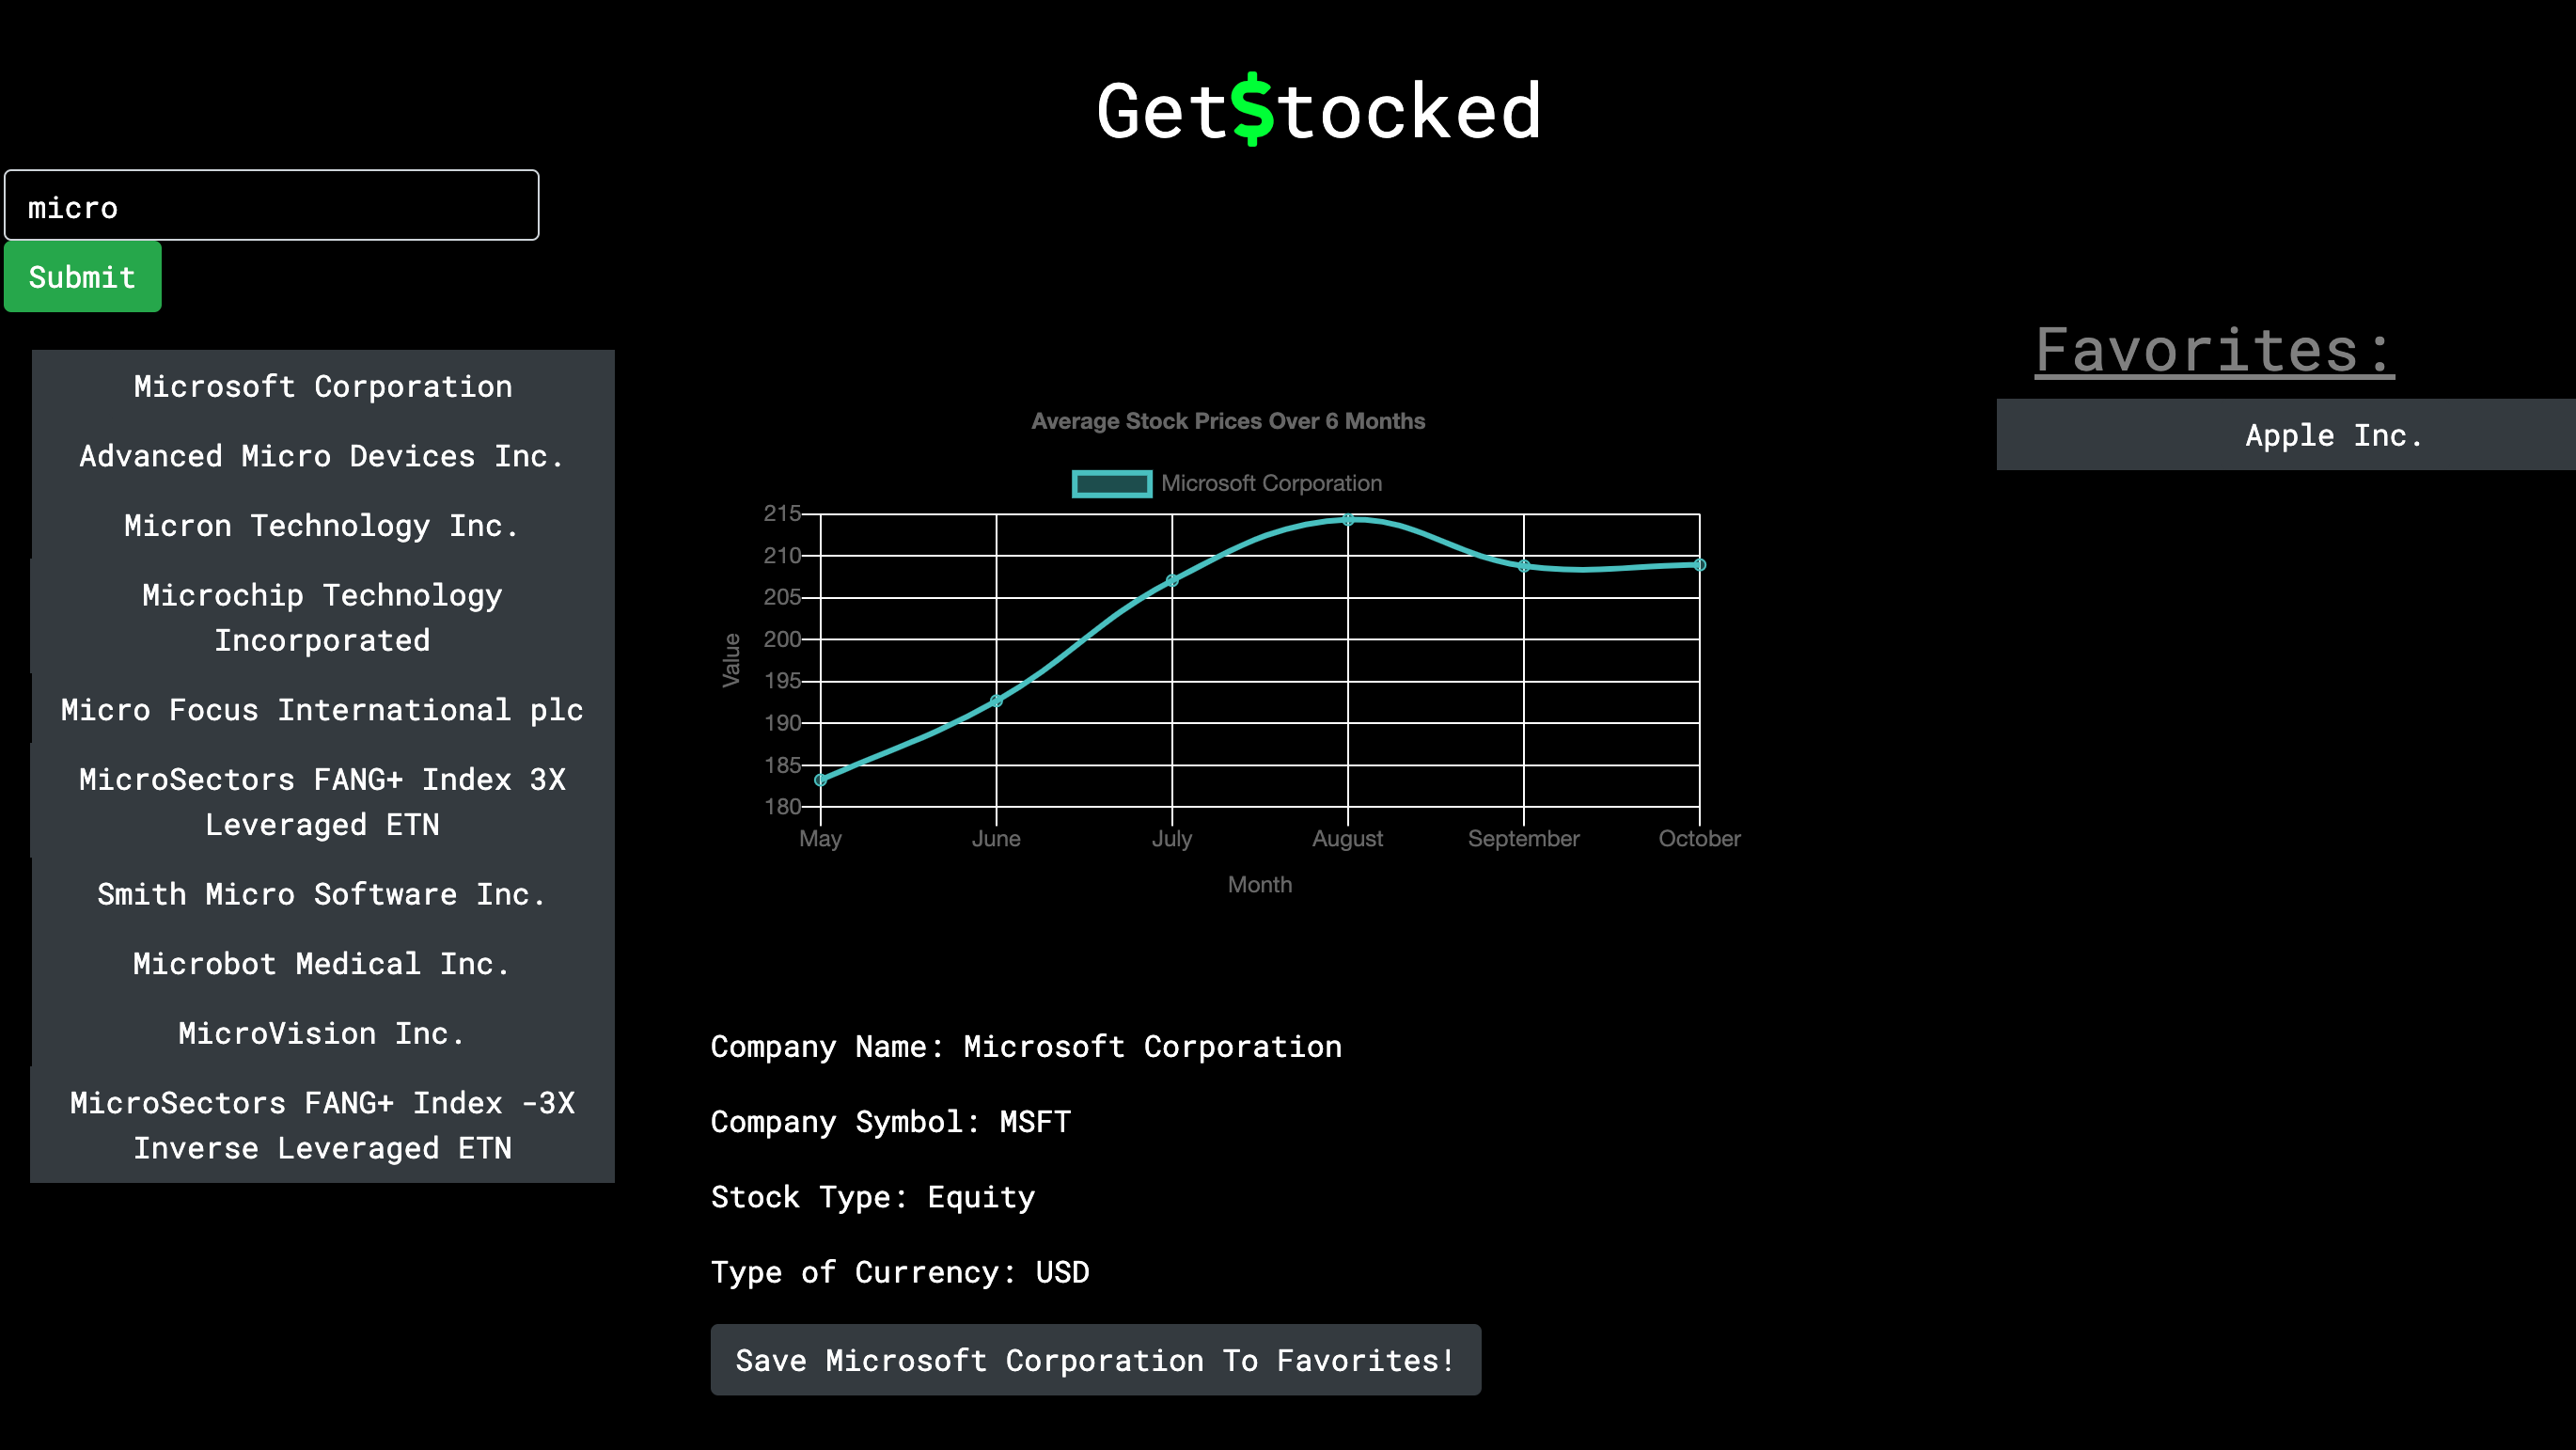 Get$tocked
micro
Submit
Microsoft Corporation
Advanced Micro Devices Inc.
Micron Technology Inc.
Microchip Technology
Incorporated
Micro Focus International plc
MicroSectors FANG+ Index 3X
Leveraged ETN
Smith Micro Software Inc.
Microbot Medical Inc.
MicroVision Inc.
MicroSectors FANG+ Index -3X
Inverse Leveraged ETN
Average Stock Prices Over 6 Months
Microsoft Corporation
215
210
205
200
195
190
185
180
Value
May June July August September October
Month
Company Name: Microsoft Corporation
Company Symbol: MSFT
Stock Type: Equity
Type of Currency: USD
Save Microsoft Corporation To Favorites!
Favorites:
Apple Inc.